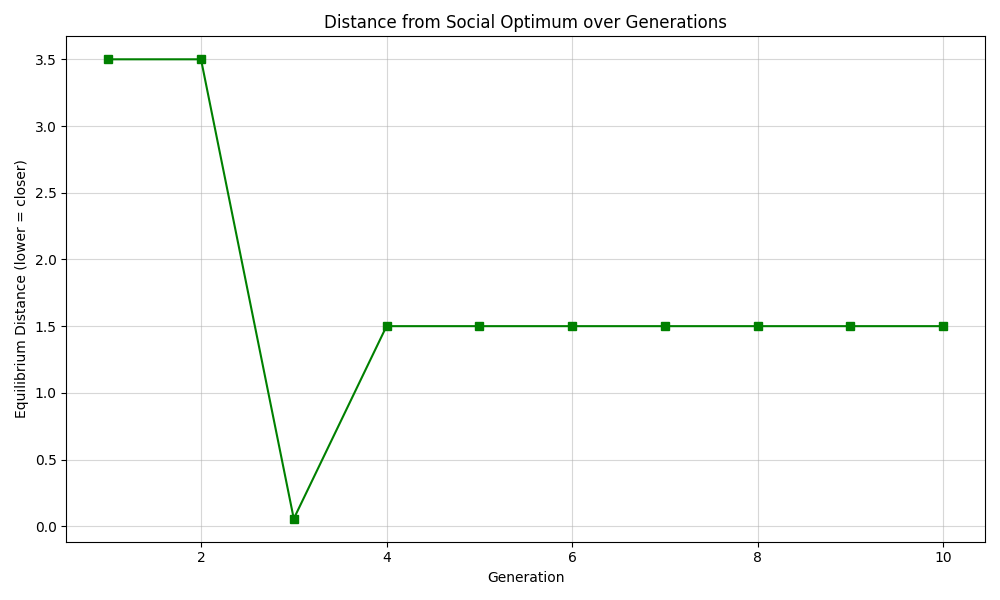 Distance from Social Optimum over Generations
Equilibrium Distance (lower = closer)
3.5
3.0
2.5
2.0
1.5
1.0
0.5
0.0
2 4 6 8 10
Generation